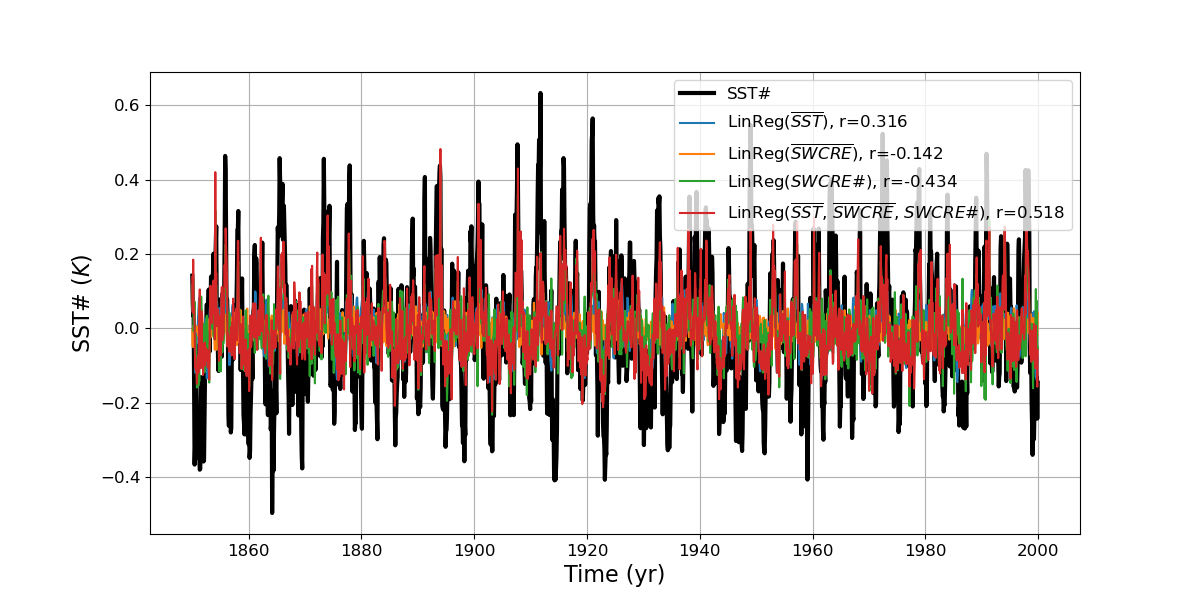 SST#
LinReg(SST), r=0.316
LinReg(SWCRE), r=-0.142
LinReg(SWCRE#), r=-0.434
LinReg(SST, SWCRE, SWCRE#), r=0.518
SST# (K)
0.6
0.4
0.2
0.0
−0.2
−0.4
1860 1880 1900 1920 1940 1960 1980 2000
Time (yr)